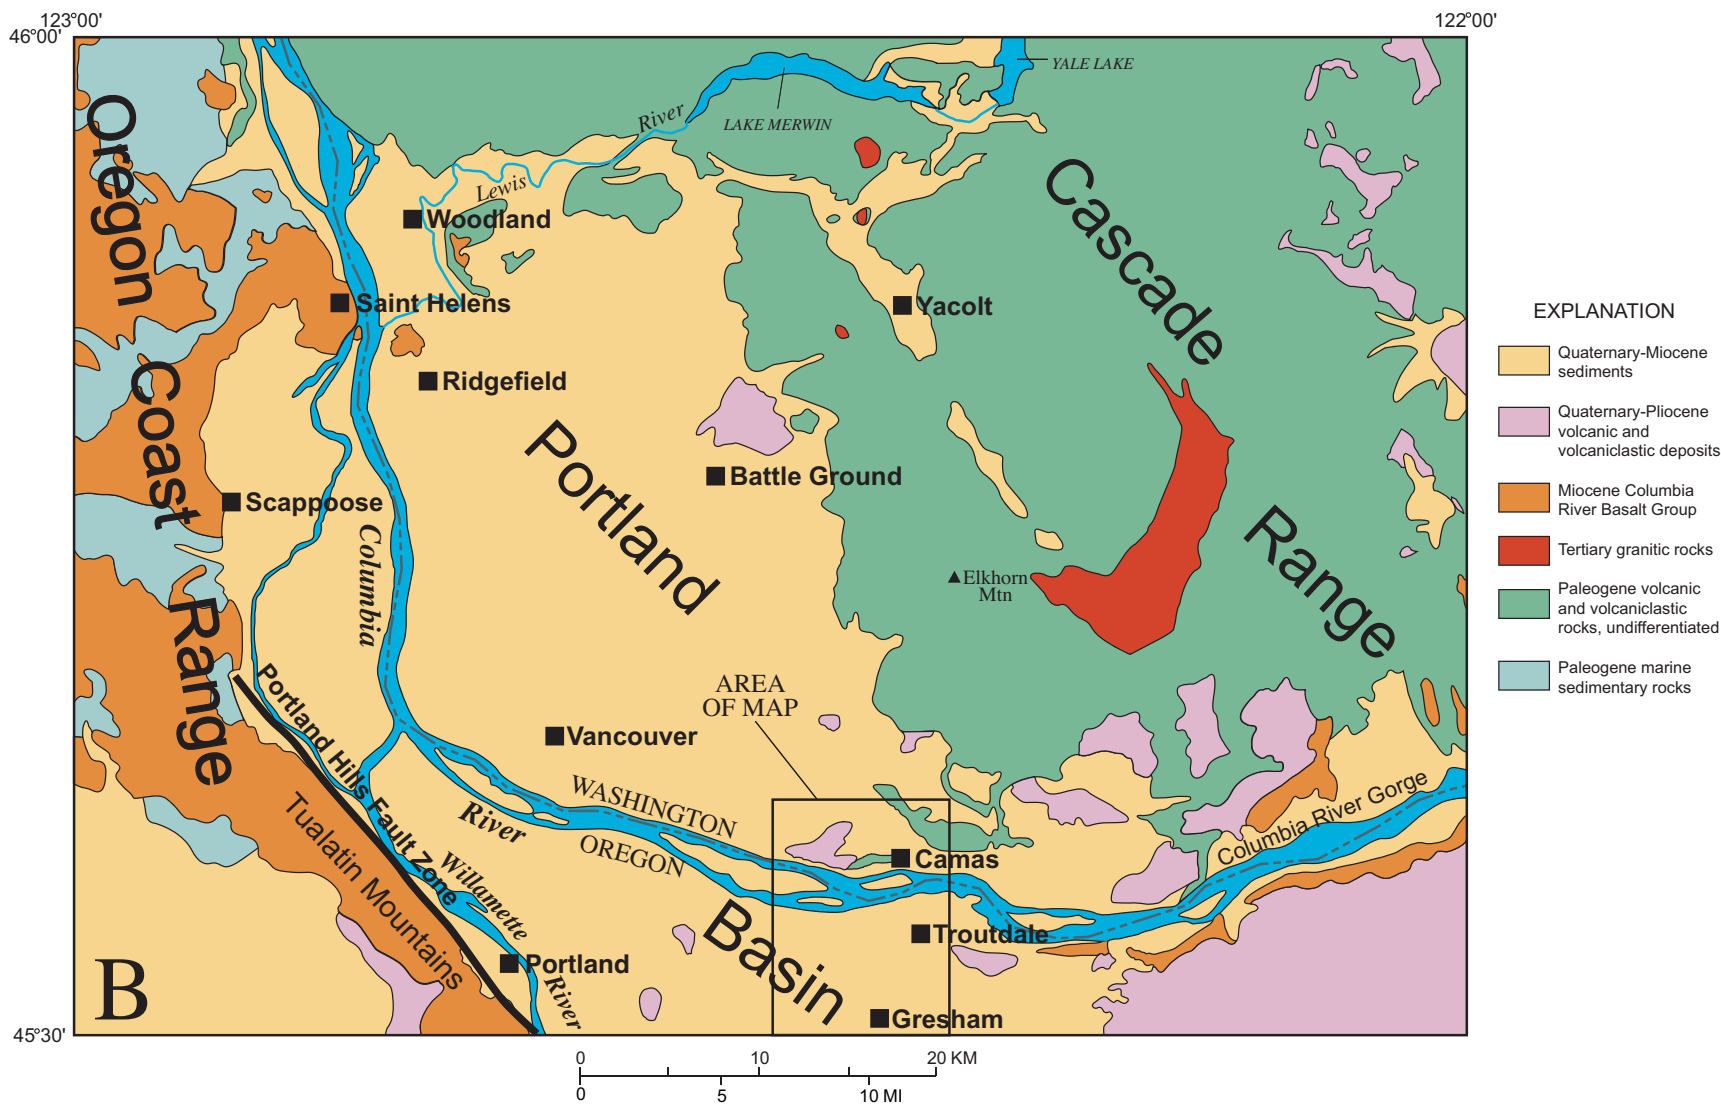 123°00'
122°00'
46°00'
45°30'
YALE LAKE
LAKE MERWIN
River
Lewis
Oregon
Coast
Range
Cascade
Range
Woodland
Saint Helens
Yacolt
Ridgefield
Portland
Basin
Battle Ground
Scappoose
Columbia
River
Elkhorn
Mtn
AREA
OF MAP
Vancouver
WASHINGTON
OREGON
Portland Hills Fault Zone
Tualatin Mountains
Willamette
River
Camas
Columbia River Gorge
Troutdale
Portland
Gresham
B
0
10
20 KM
0
5
10 MI
EXPLANATION
Quaternary-Miocene
sediments
Quaternary-Pliocene
volcanic and
volcaniclastic deposits
Miocene Columbia
River Basalt Group
Tertiary granitic rocks
Paleogene volcanic
and volcaniclastic
rocks, undifferentiated
Paleogene marine
sedimentary rocks